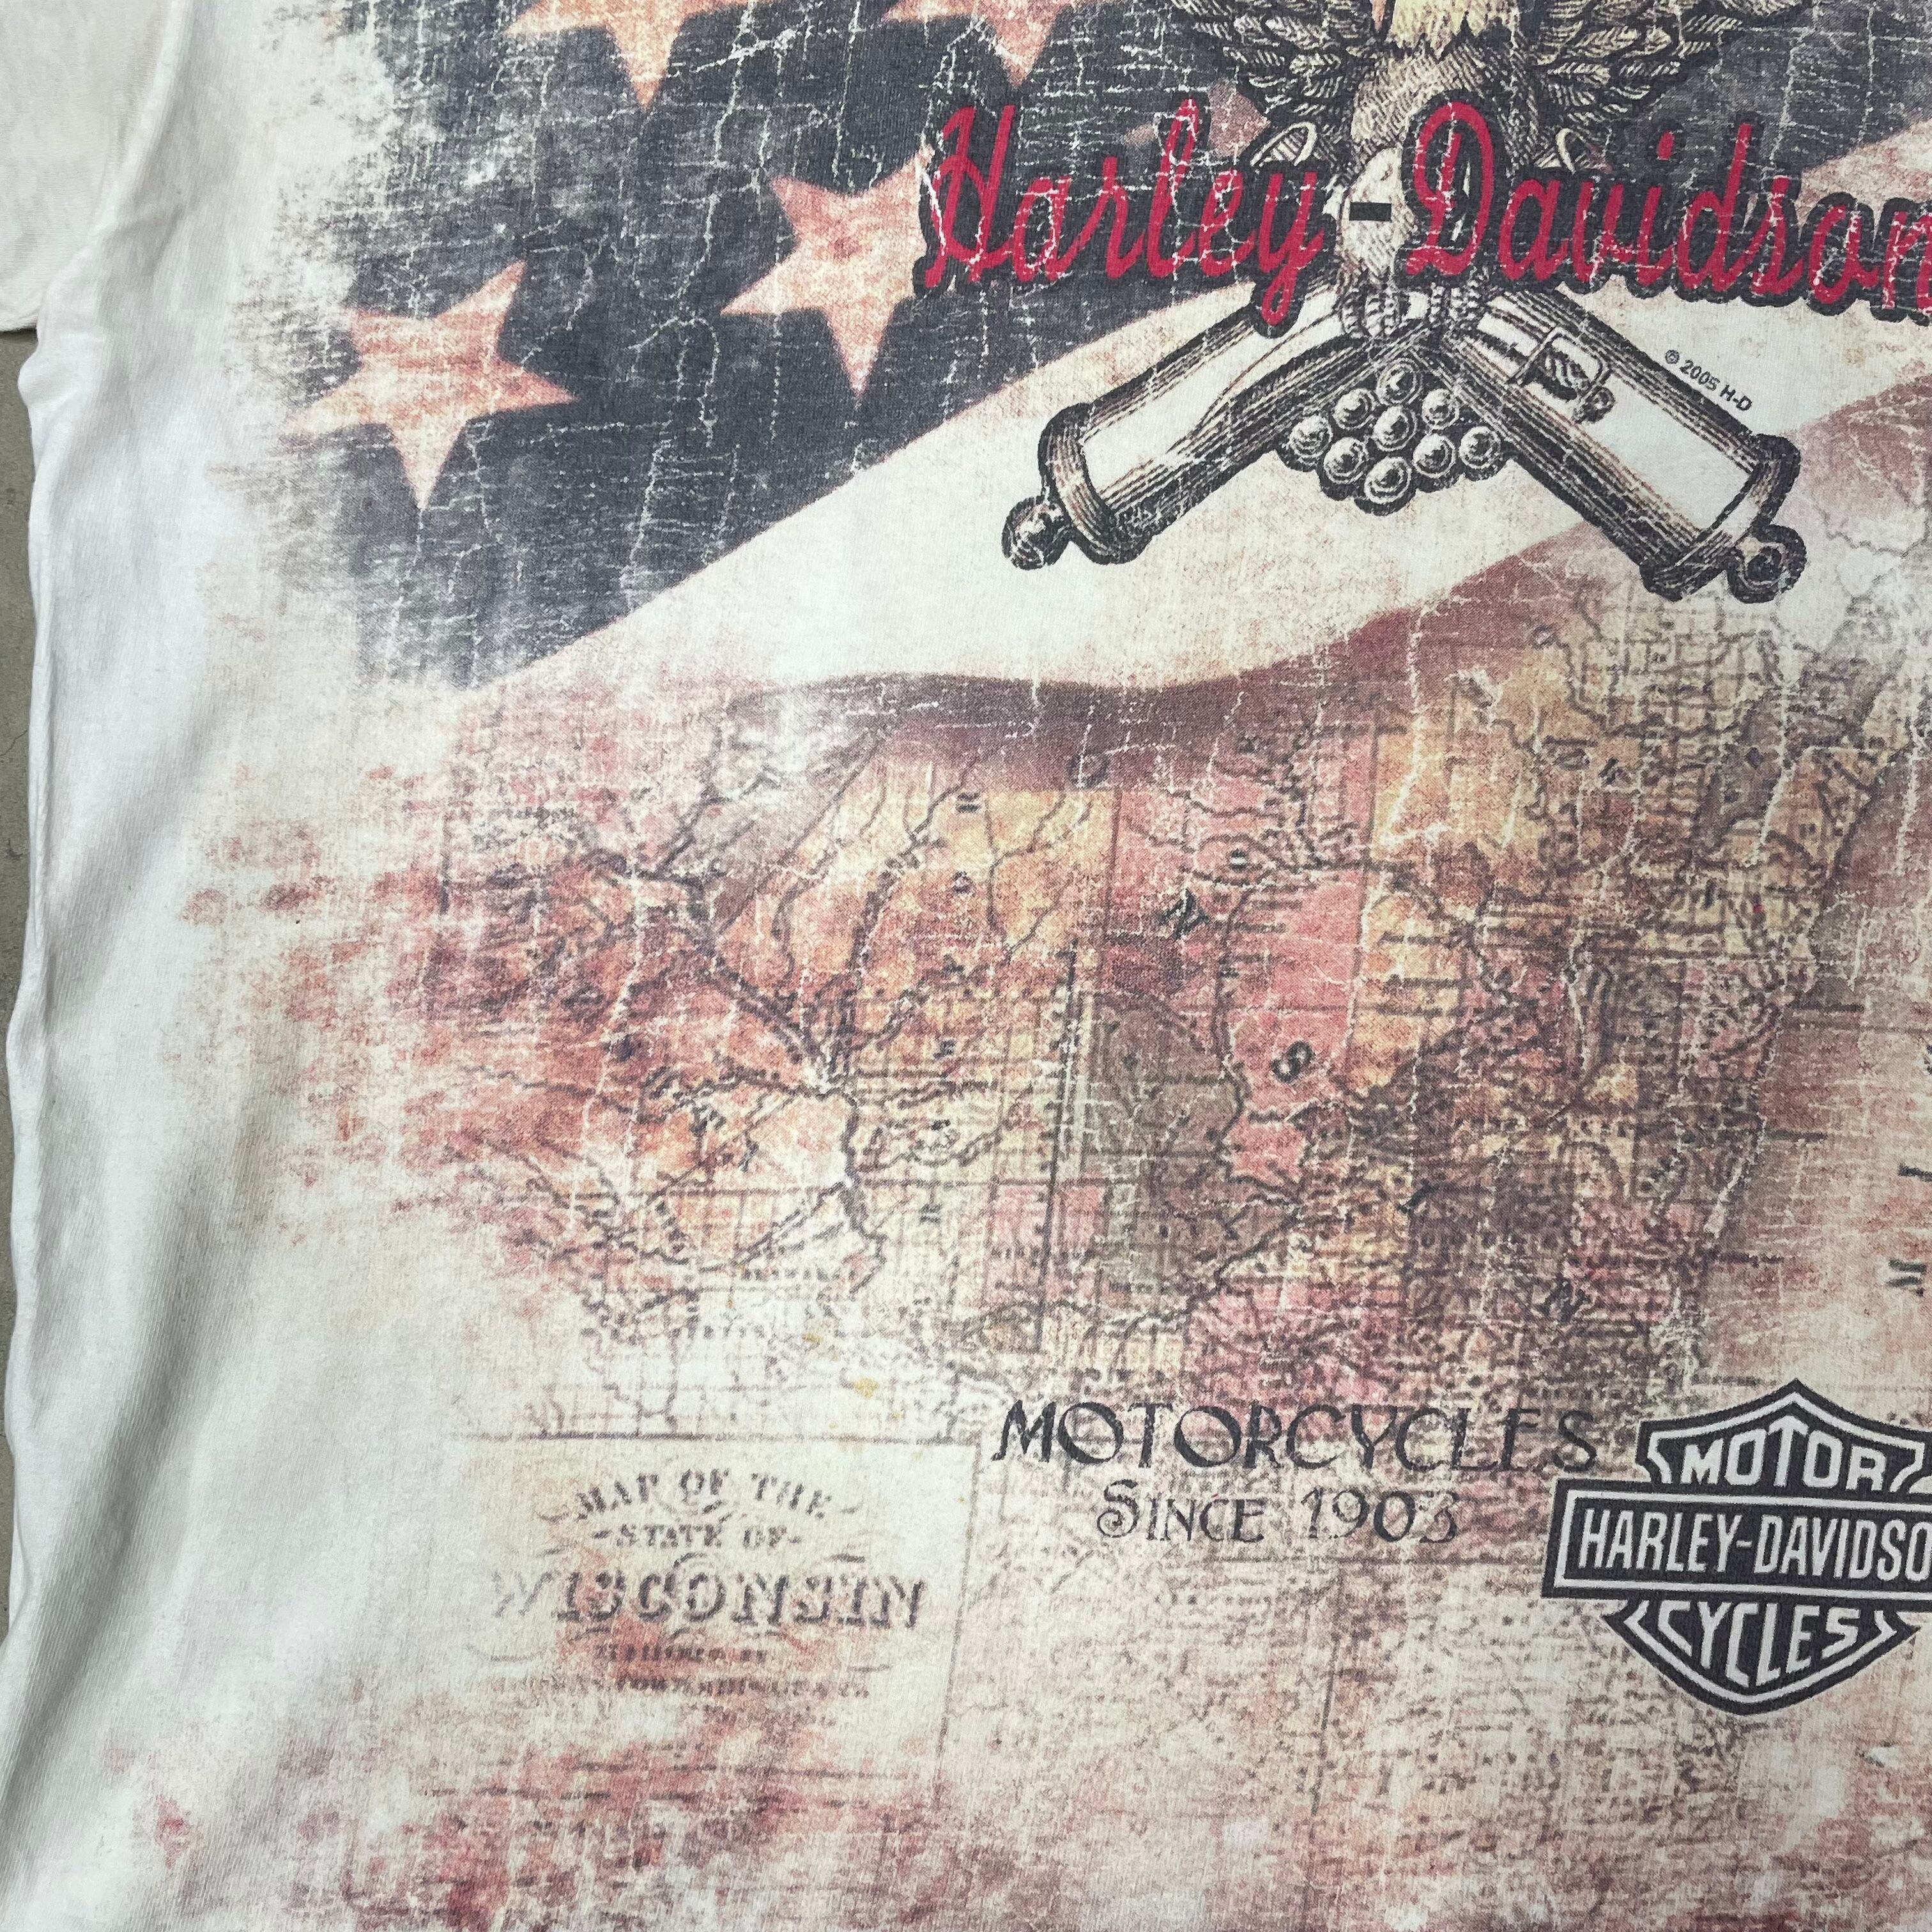 Harley-Davidson
© 2005 H-D
MOTORCYCLES
SINCE 1903
MOTOR
HARLEY-DAVIDSO
CYCLES
MAP OF THE
STATE OF
WISCONSIN